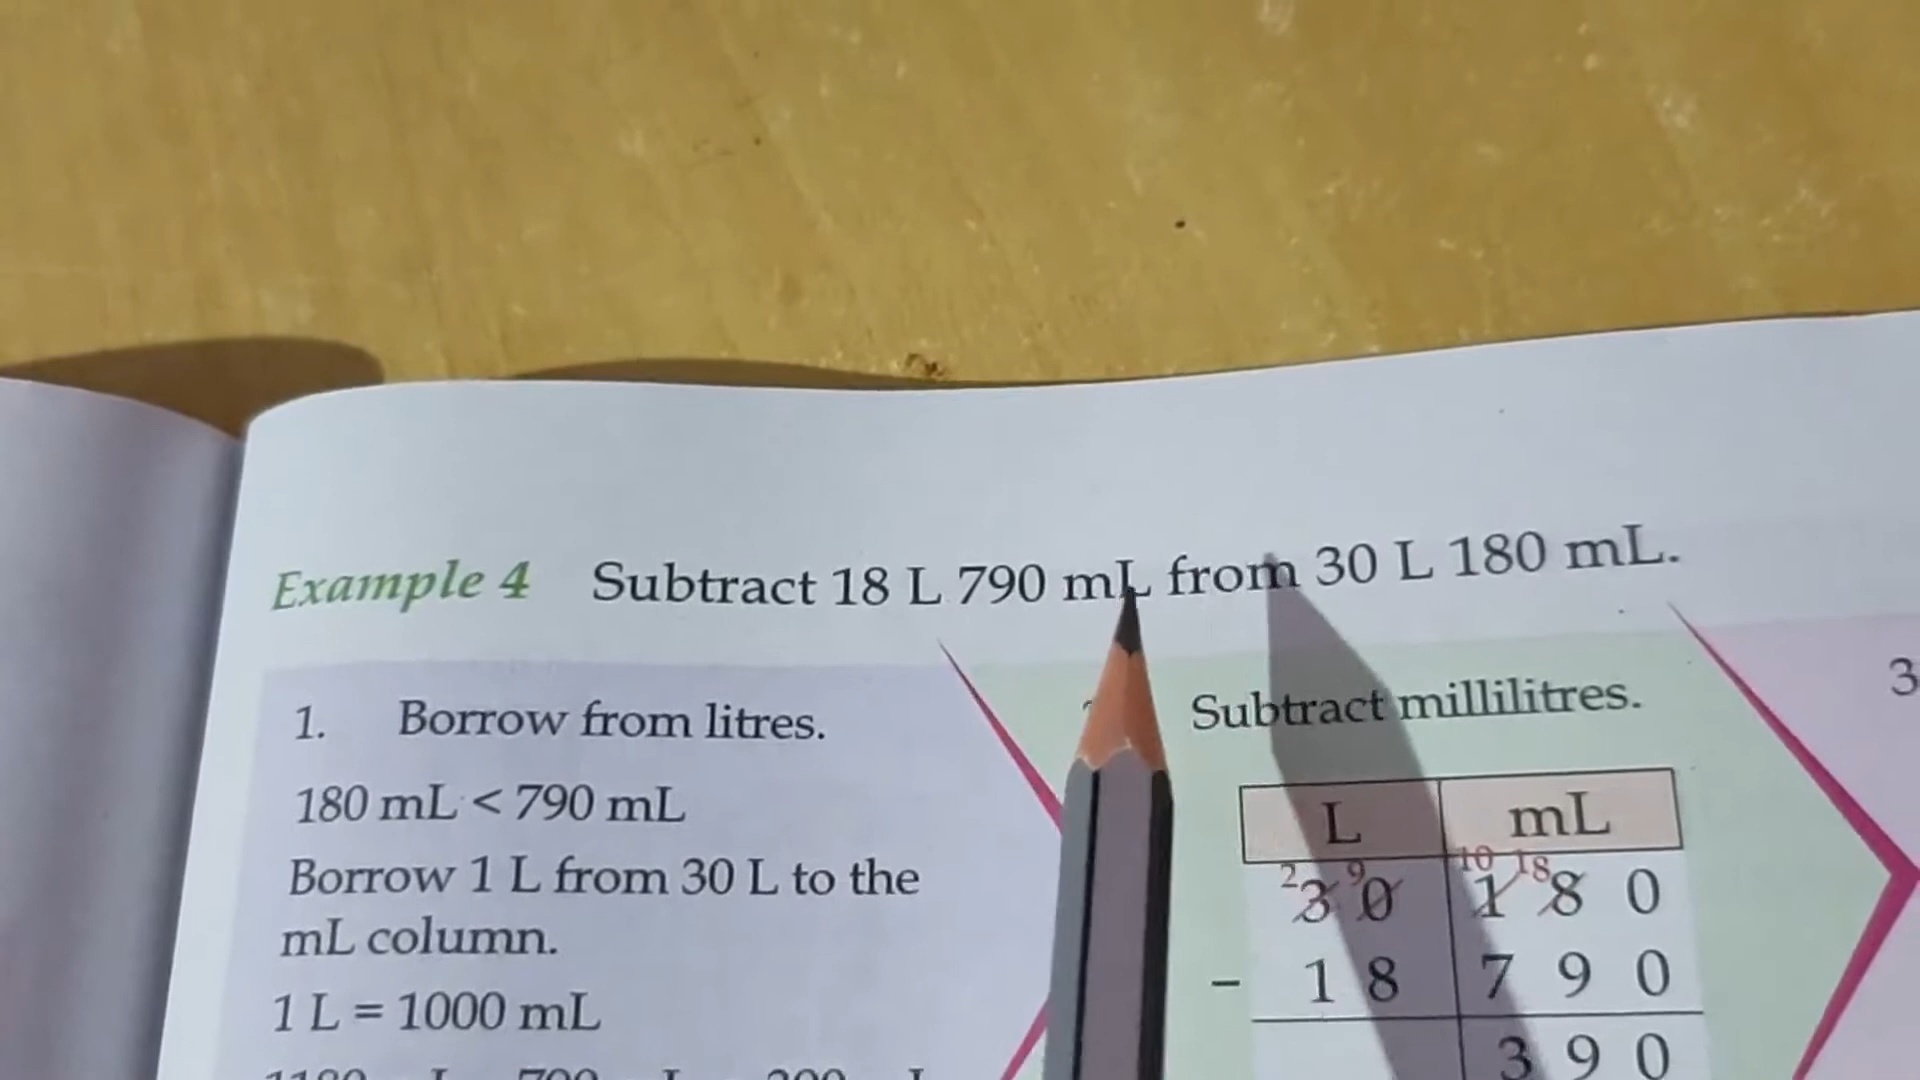 Example 4 Subtract 18 L 790 mL from 30 L 180 mL.
1. Borrow from litres.
180 mL < 790 mL
Borrow 1 L from 30 L to the
mL column.
1 L = 1000 mL
Subtract millilitres.
L mL
2 9 10 18
3 0 1 8 0
- 1 8 7 9 0
3 9 0
3